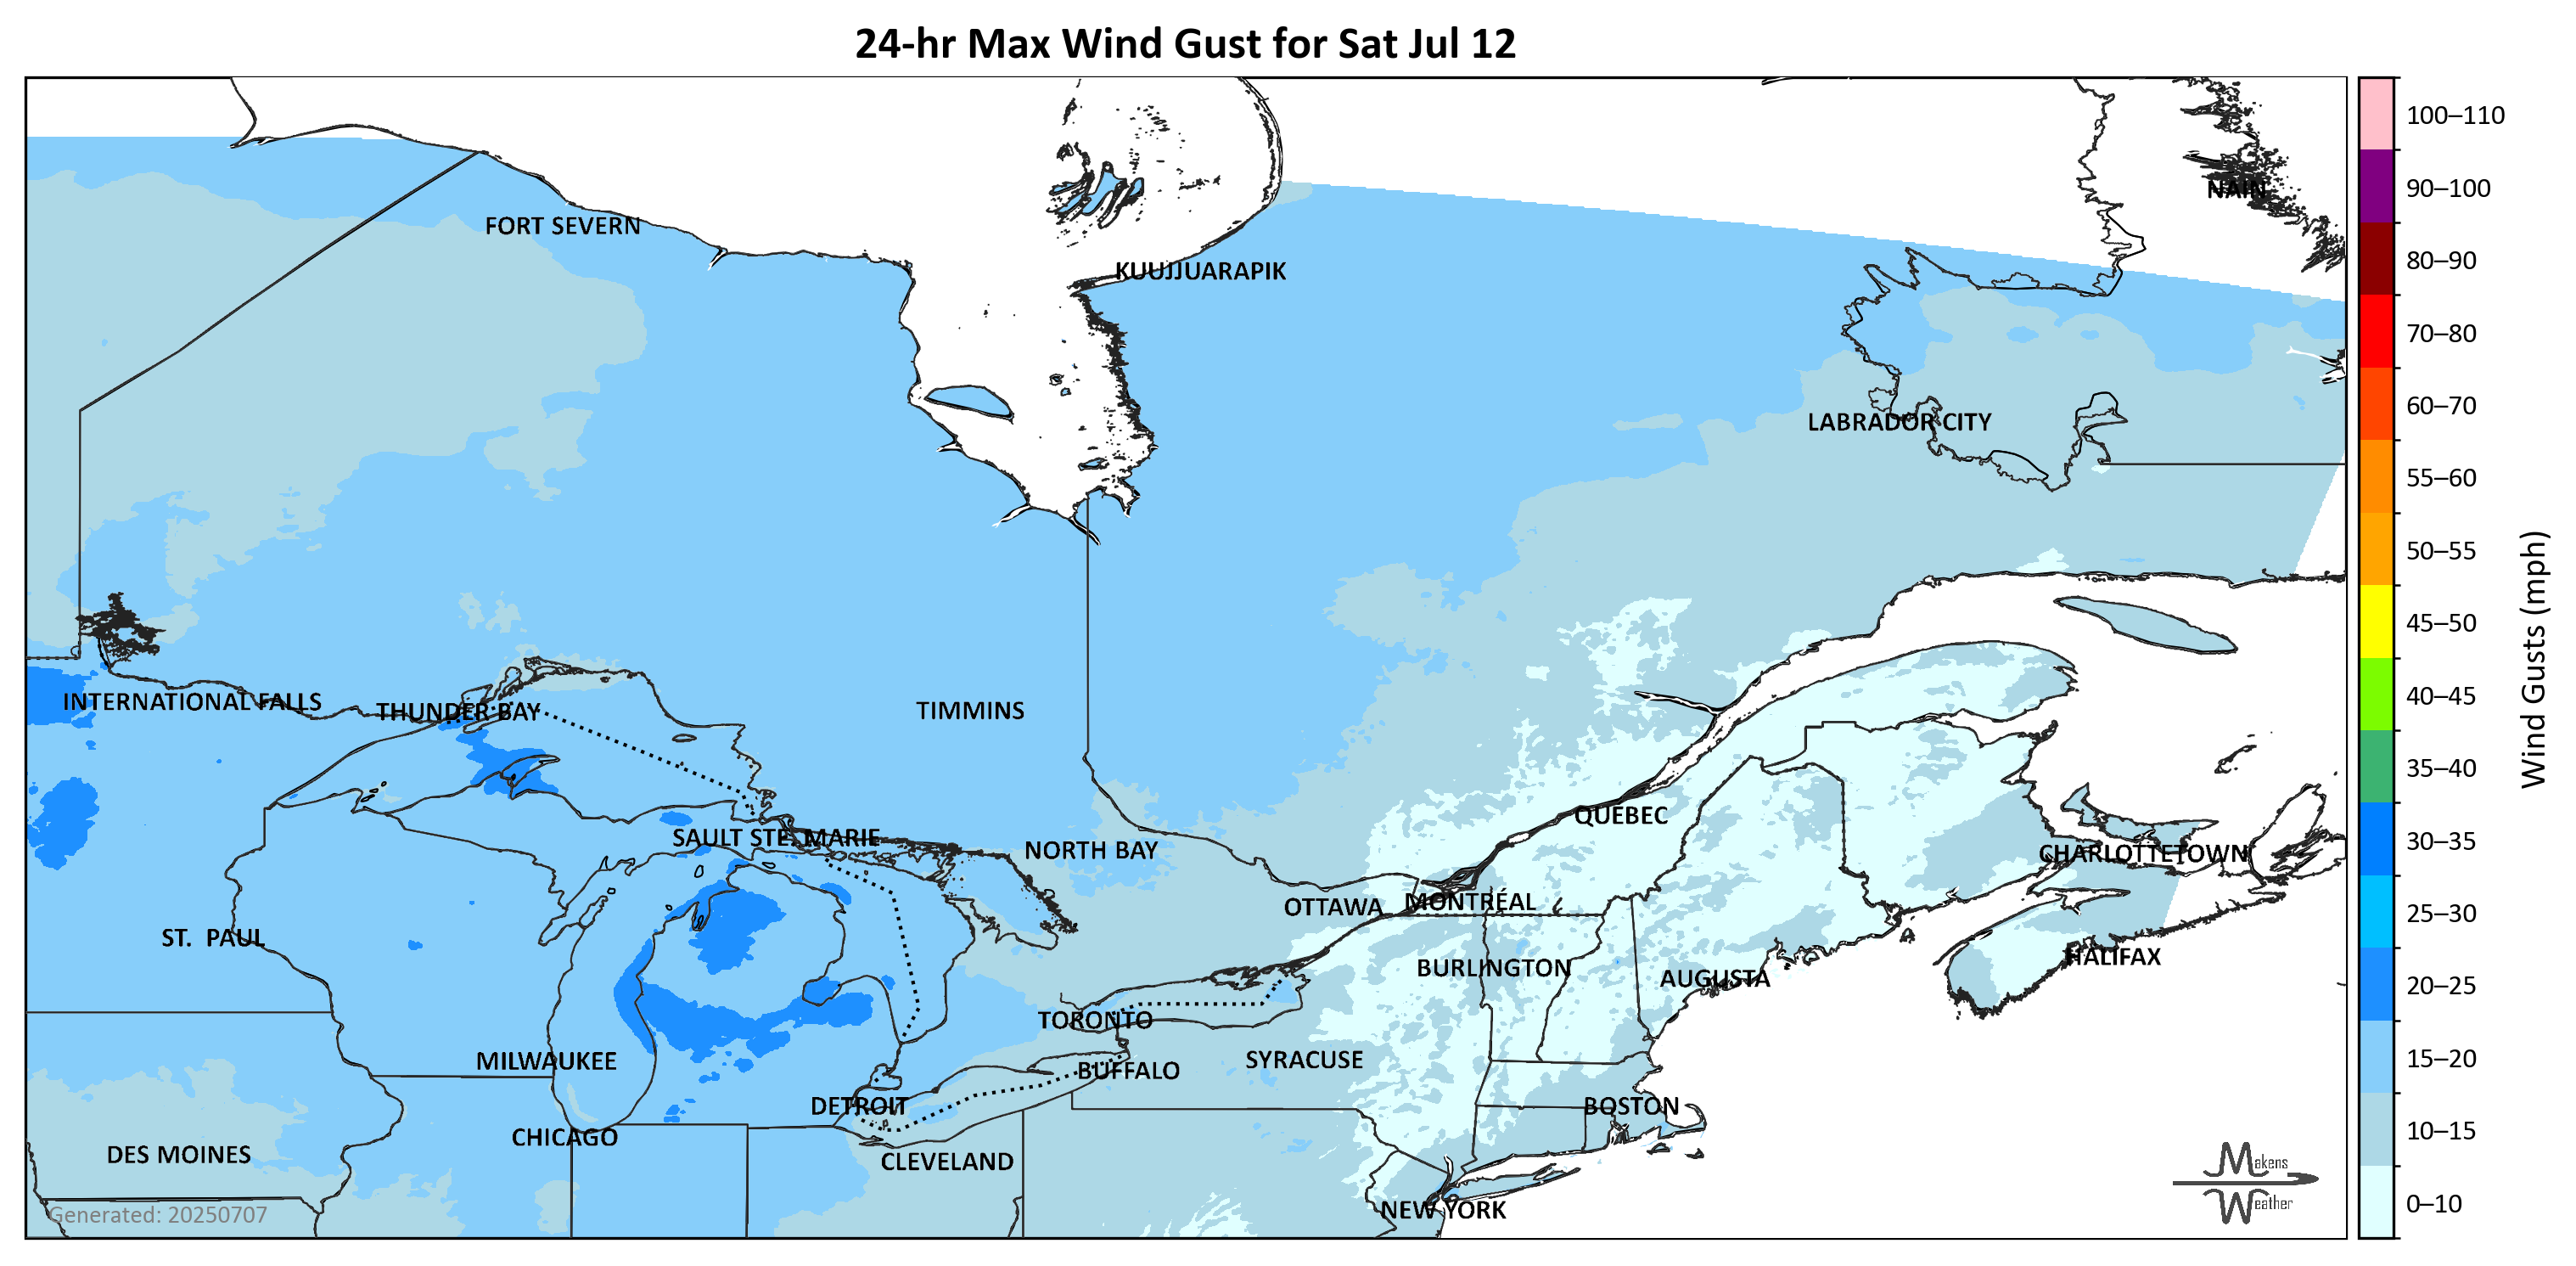 24-hr Max Wind Gust for Sat Jul 12
NAIN
FORT SEVERN
KUUJJUARAPIK
LABRADOR CITY
INTERNATIONAL FALLS
THUNDER BAY
TIMMINS
QUEBEC
SAULT STE. MARIE
NORTH BAY
CHARLOTTETOWN
OTTAWA
MONTRÉAL
ST. PAUL
HALIFAX
BURLINGTON
AUGUSTA
TORONTO
MILWAUKEE
SYRACUSE
BUFFALO
DETROIT
BOSTON
CHICAGO
DES MOINES
CLEVELAND
NEW YORK
Generated: 20250707
Makens
Weather
100–110
90–100
80–90
70–80
60–70
55–60
50–55
45–50
40–45
35–40
30–35
25–30
20–25
15–20
10–15
0–10
Wind Gusts (mph)